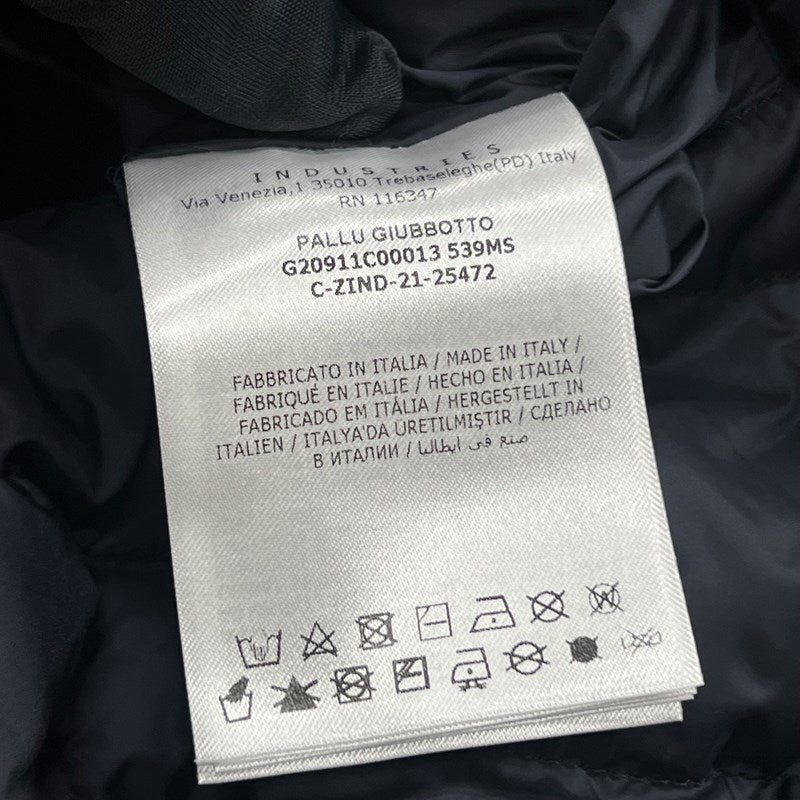 INDUSTRIES
Via Venezia,1 35010 Trebaseleghe(PD) Italy
RN 116347
PALLU GIUBBOTTO
G20911C00013 539MS
C-ZIND-21-25472
FABBRICATO IN ITALIA / MADE IN ITALY /
FABRIQUÉ EN ITALIE / HECHO EN ITALIA /
FABRICADO EM ITÁLIA / HERGESTELLT IN
ITALIEN / ITALYA'DA ÜRETILMIŞTIR / СДЕЛАНО
В ИТАЛИИ / صنع في ايطاليا